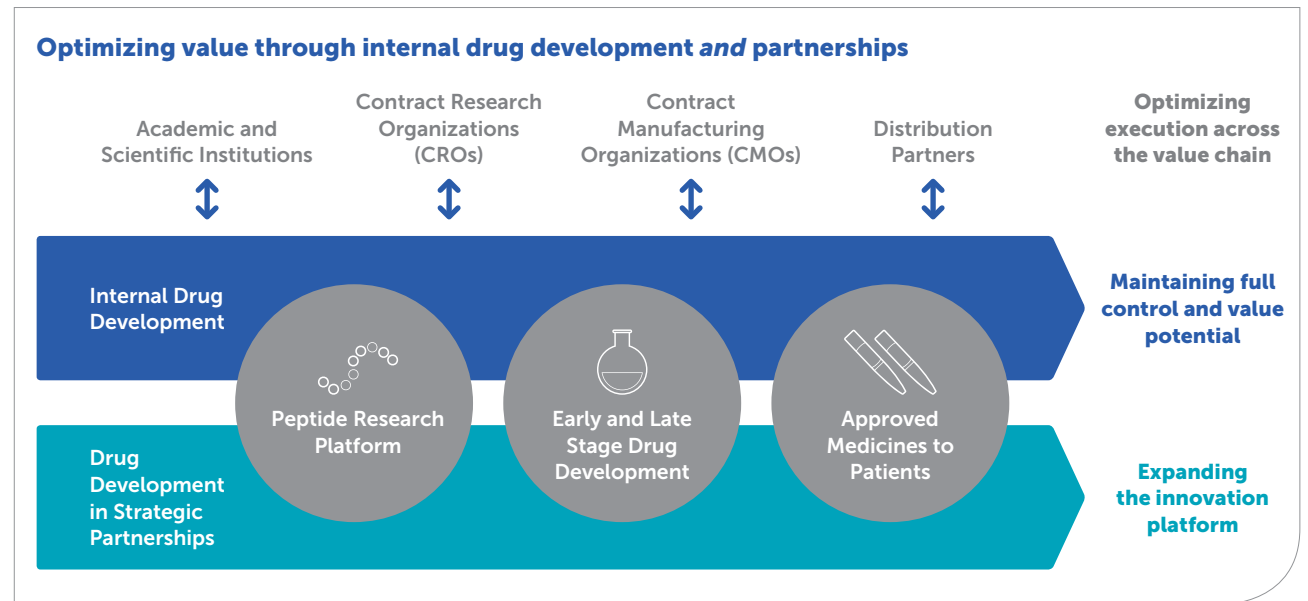 Optimizing value through internal drug development and partnerships
Academic and
Scientific Institutions
Contract Research
Organizations
(CROs)
Contract
Manufacturing
Organizations (CMOs)
Distribution
Partners
Optimizing
execution across
the value chain
Internal Drug
Development
Maintaining full
control and value
potential
Peptide Research
Platform
Early and Late
Stage Drug
Development
Approved
Medicines to
Patients
Drug
Development
in Strategic
Partnerships
Expanding
the innovation
platform